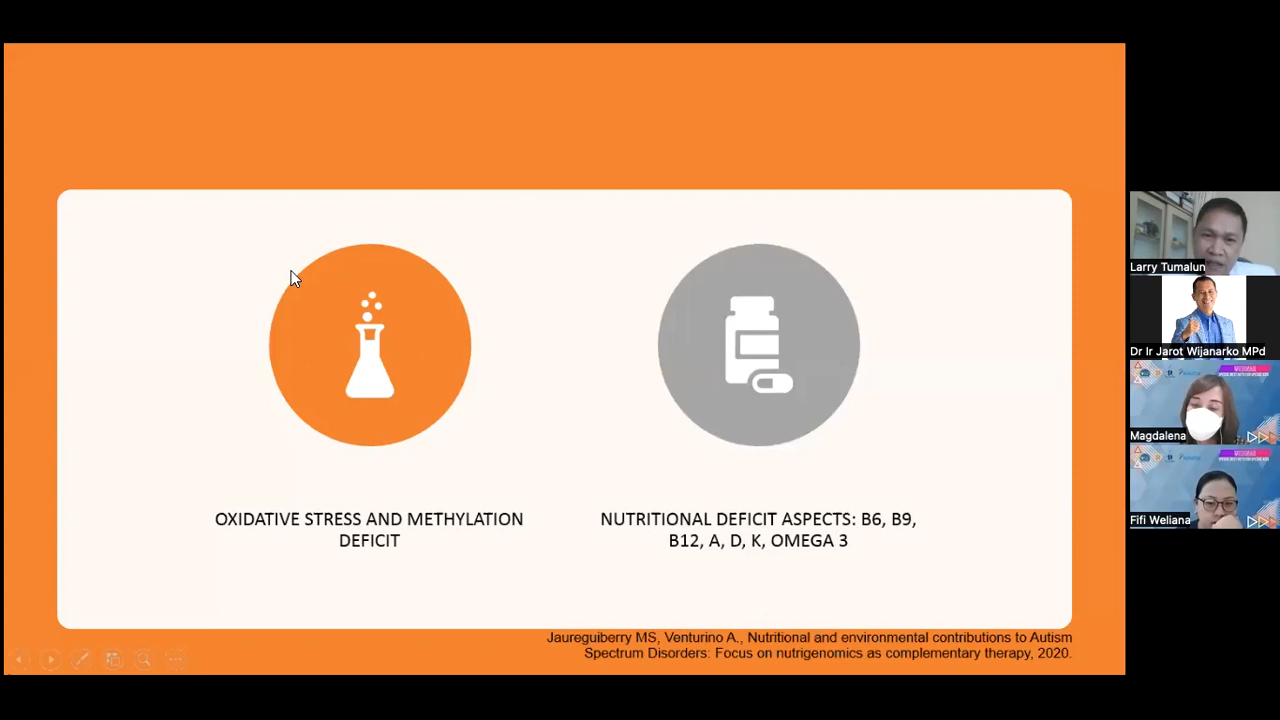 OXIDATIVE STRESS AND METHYLATION
DEFICIT
NUTRITIONAL DEFICIT ASPECTS: B6, B9,
B12, A, D, K, OMEGA 3
Jaureguiberry MS, Venturino A., Nutritional and environmental contributions to Autism
Spectrum Disorders: Focus on nutrigenomics as complementary therapy, 2020.
Larry Tumalun
Dr Ir Jarot Wijanarko MPd
WEBINAR
Magdalena
WEBINAR
Fifi Weliana